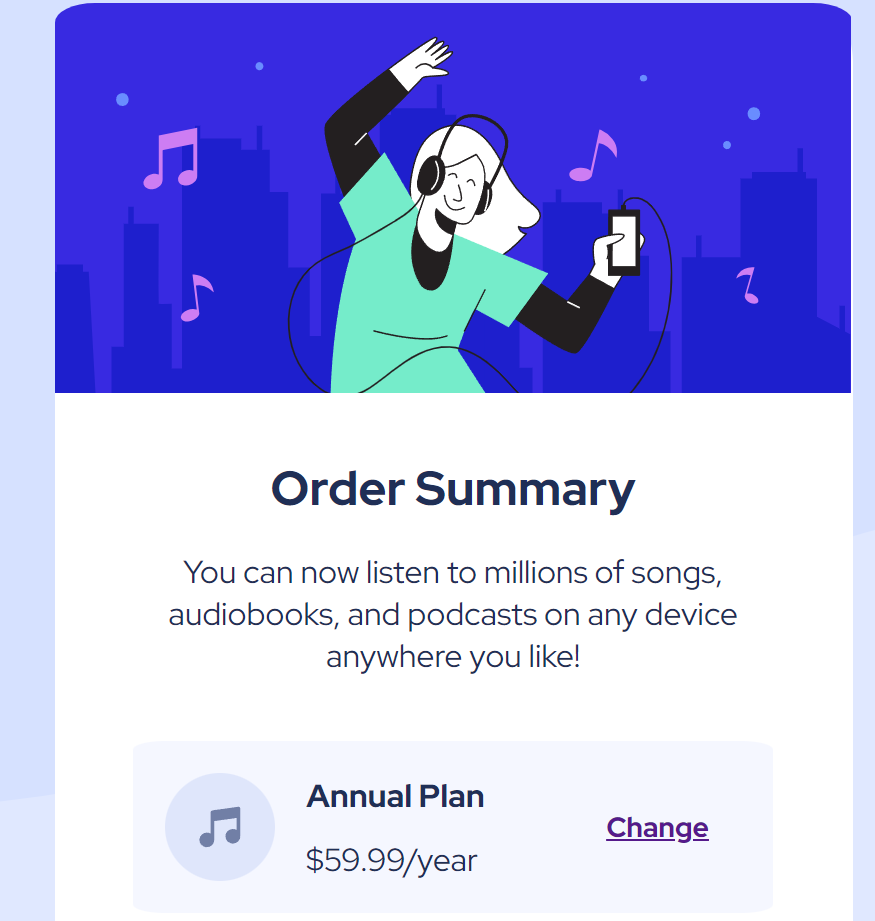 Order Summary
You can now listen to millions of songs,
audiobooks, and podcasts on any device
anywhere you like!
Annual Plan
$59.99/year
Change